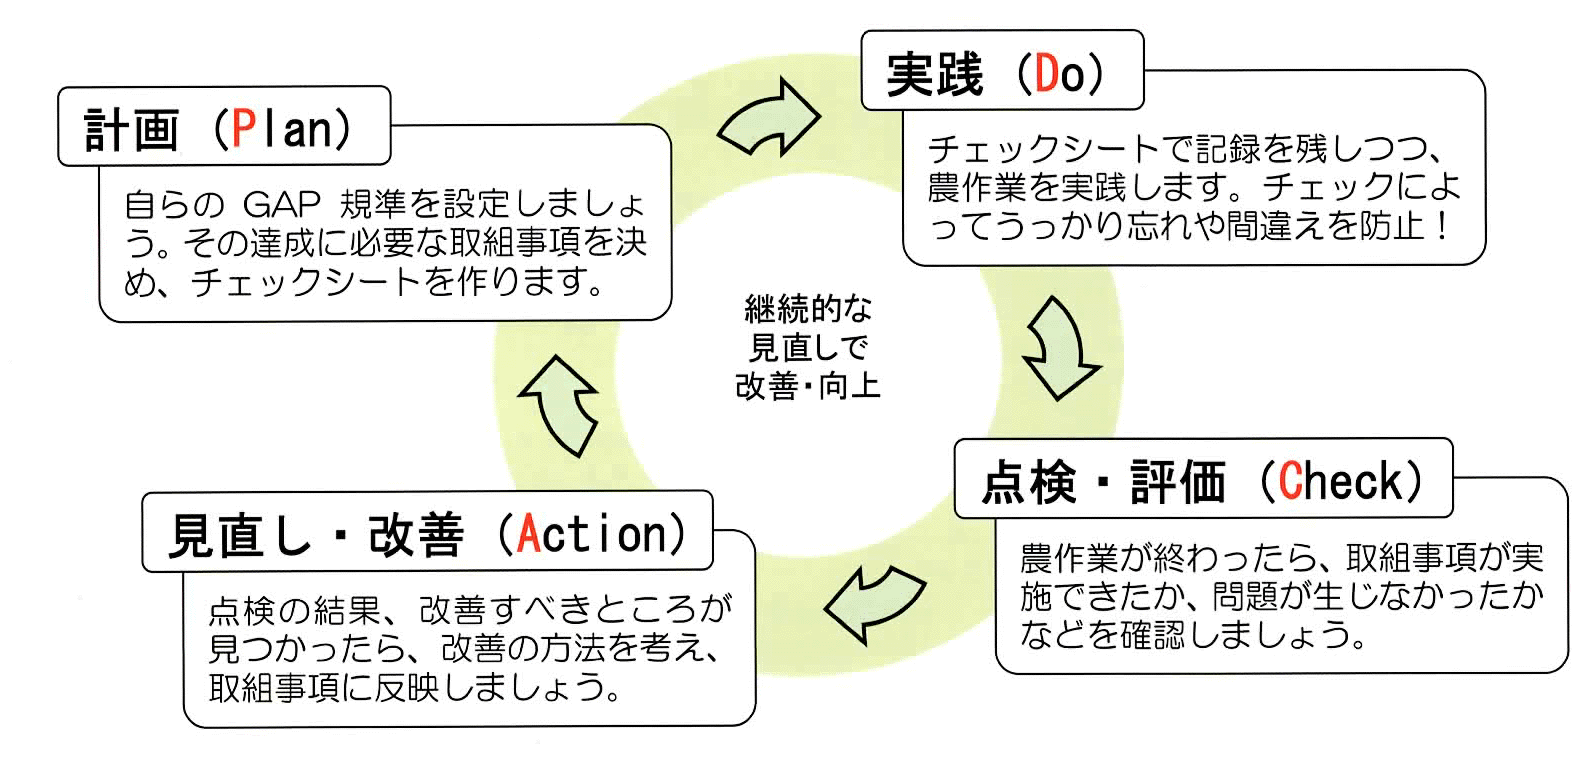 計画（Plan）
自らの GAP 規準を設定しましょ
う。その達成に必要な取組事項を決
め、チェックシートを作ります。
実践（Do）
チェックシートで記録を残しつつ、
農作業を実践します。チェックによ
ってうっかり忘れや間違えを防止！
継続的な
見直しで
改善・向上
点検・評価（Check）
農作業が終わったら、取組事項が実
施できたか、問題が生じなかったか
などを確認しましょう。
見直し・改善（Action）
点検の結果、改善すべきところが
見つかったら、改善の方法を考え、
取組事項に反映しましょう。